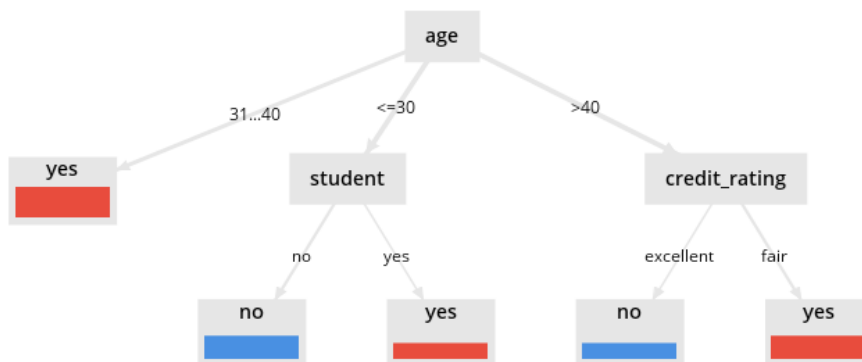 age
31...40
<=30
>40
yes
student
credit_rating
no
yes
excellent
fair
no
yes
no
yes